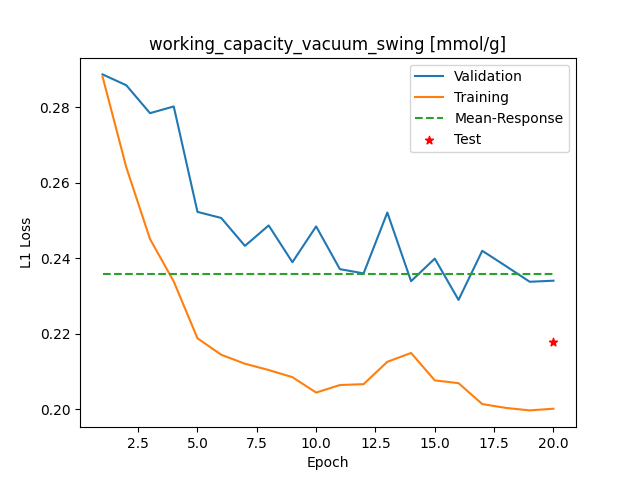 working_capacity_vacuum_swing [mmol/g]
Validation
Training
Mean-Response
Test
L1 Loss
0.28
0.26
0.24
0.22
0.20
2.5 5.0 7.5 10.0 12.5 15.0 17.5 20.0
Epoch